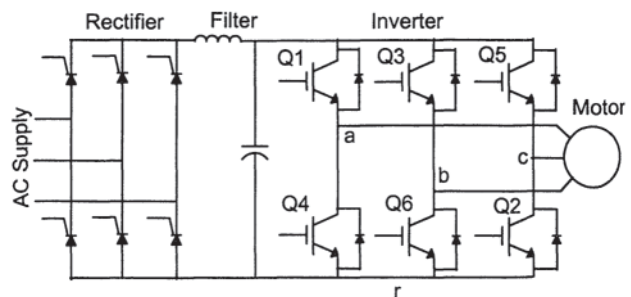 Rectifier Filter Inverter
Q1 Q3 Q5
Motor
a
c
b
AC Supply
Q4 Q6 Q2
r